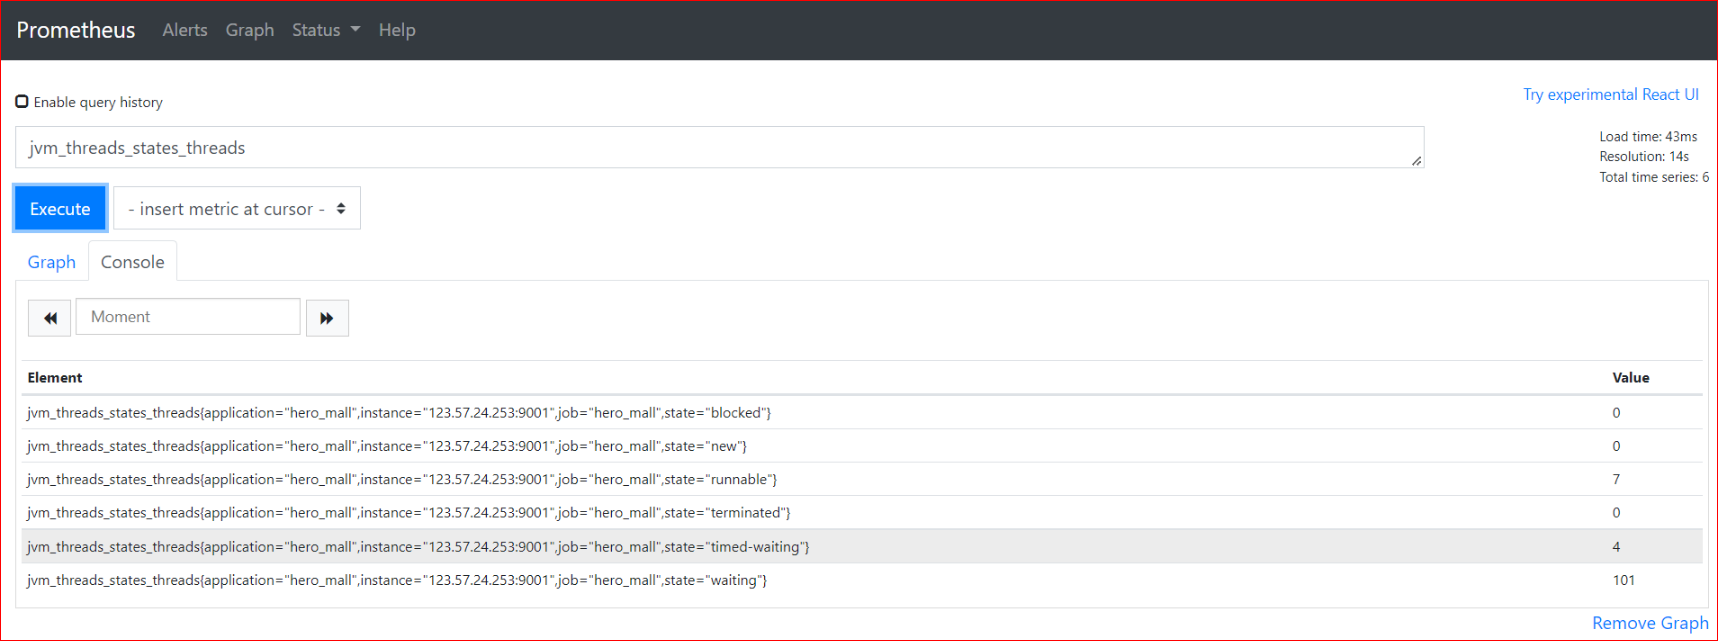 Prometheus Alerts Graph Status Help
Enable query history
Try experimental React UI
jvm_threads_states_threads
Load time: 43ms
Resolution: 14s
Total time series: 6
Execute - insert metric at cursor -
Graph Console
Moment
Element Value
jvm_threads_states_threads{application="hero_mall",instance="123.57.24.253:9001",job="hero_mall",state="blocked"} 0
jvm_threads_states_threads{application="hero_mall",instance="123.57.24.253:9001",job="hero_mall",state="new"} 0
jvm_threads_states_threads{application="hero_mall",instance="123.57.24.253:9001",job="hero_mall",state="runnable"} 7
jvm_threads_states_threads{application="hero_mall",instance="123.57.24.253:9001",job="hero_mall",state="terminated"} 0
jvm_threads_states_threads{application="hero_mall",instance="123.57.24.253:9001",job="hero_mall",state="timed-waiting"} 4
jvm_threads_states_threads{application="hero_mall",instance="123.57.24.253:9001",job="hero_mall",state="waiting"} 101
Remove Graph